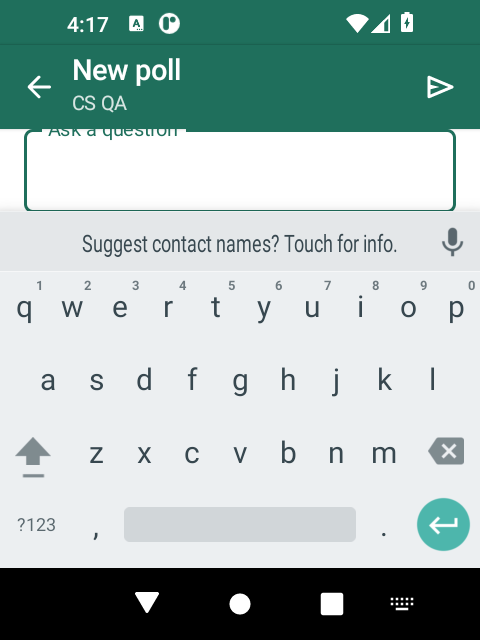 4:17
New poll
CS QA
Ask a question
Suggest contact names? Touch for info.
1 2 3 4 5 6 7 8 9 0
q w e r t y u i o p
a s d f g h j k l
z x c v b n m
?123 , .